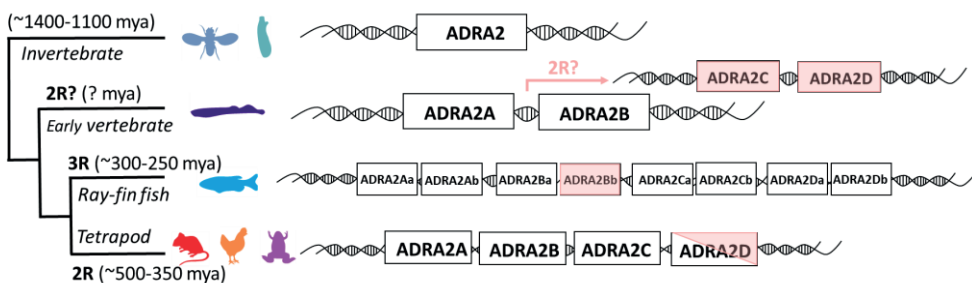 (~1400-1100 mya)
ADRA2
Invertebrate
2R?
ADRA2C ADRA2D
2R? (? mya)
ADRA2A ADRA2B
Early vertebrate
3R (~300-250 mya)
ADRA2Aa ADRA2Ab ADRA2Ba ADRA2Bb ADRA2Ca ADRA2Cb ADRA2Da ADRA2Db
Ray-fin fish
Tetrapod
ADRA2A ADRA2B ADRA2C ADRA2D
2R (~500-350 mya)